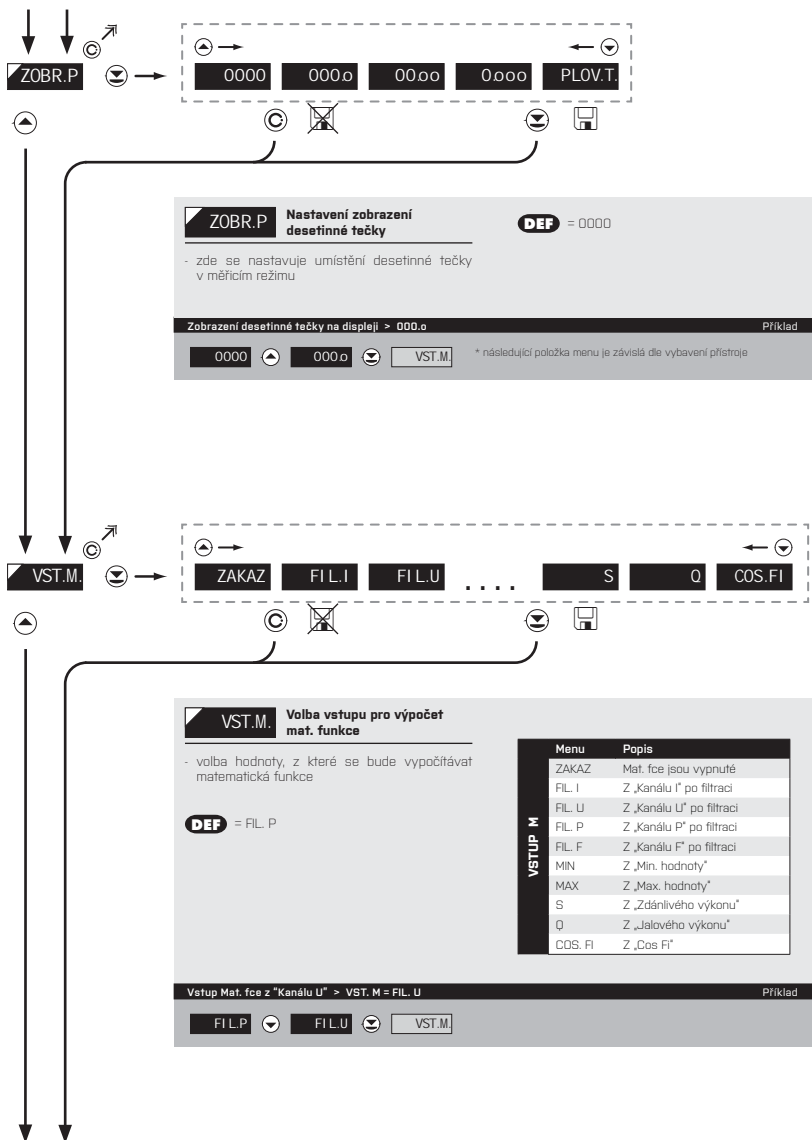 ZOBR.P
0000 000.o 00.oo 0.ooo PLOV.T.
ZOBR.P Nastavení zobrazení
desetinné tečky
DEF = 0000
- zde se nastavuje umístění desetinné tečky
v měřicím režimu
Zobrazení desetinné tečky na displeji > 000.o Příklad
0000 000.o VST.M. * následující položka menu je závislá dle vybavení přístroje
VST.M.
ZAKAZ FIL.I FIL.U .... S Q COS.FI
VST.M. Volba vstupu pro výpočet
mat. funkce
- volba hodnoty, z které se bude vypočítávat
matematická funkce
DEF = FIL. P
VSTUP M
Menu Popis
ZAKAZ Mat. fce jsou vypnuté
FIL. I Z „Kanálu I“ po filtraci
FIL. U Z „Kanálu U“ po filtraci
FIL. P Z „Kanálu P“ po filtraci
FIL. F Z „Kanálu F“ po filtraci
MIN Z „Min. hodnoty“
MAX Z „Max. hodnoty“
S Z „Zdánlivého výkonu“
Q Z „Jalového výkonu“
COS. FI Z „Cos Fi“
Vstup Mat. fce z "Kanálu U" > VST. M = FIL. U Příklad
FIL.P FIL.U VST.M.